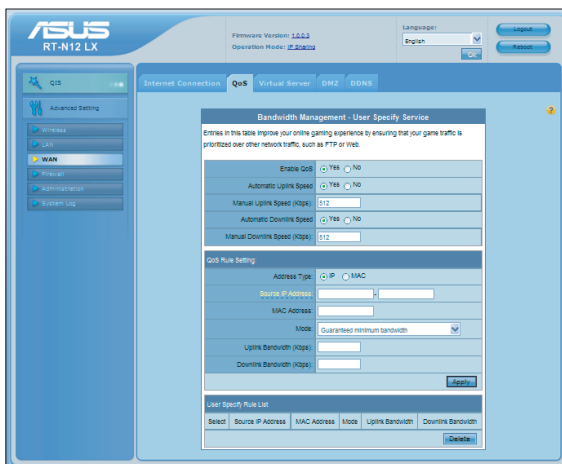 ASUS
RT-N12 LX
Firmware Version: 1.0.0.3
Operation Mode: IP Sharing
Language:
English
OK
Logout
Reboot
QIS
Advanced Setting
Wireless
LAN
WAN
Firewall
Administration
System Log
Internet Connection QoS Virtual Server DMZ DDNS
?
Bandwidth Management - User Specify Service
Entries in this table improve your online gaming experience by ensuring that your game traffic is
prioritized over other network traffic, such as FTP or Web.
Enable QoS Yes No
Automatic Uplink Speed Yes No
Manual Uplink Speed (Kbps): 512
Automatic Downlink Speed Yes No
Manual Downlink Speed (Kbps): 512
QoS Rule Setting:
Address Type: IP MAC
Source IP Address: -
MAC Address:
Mode: Guaranteed minimum bandwidth
Uplink Bandwidth (Kbps):
Downlink Bandwidth (Kbps):
Apply
User Specify Rule List
Select Source IP Address MAC Address Mode Uplink Bandwidth Downlink Bandwidth
Delete